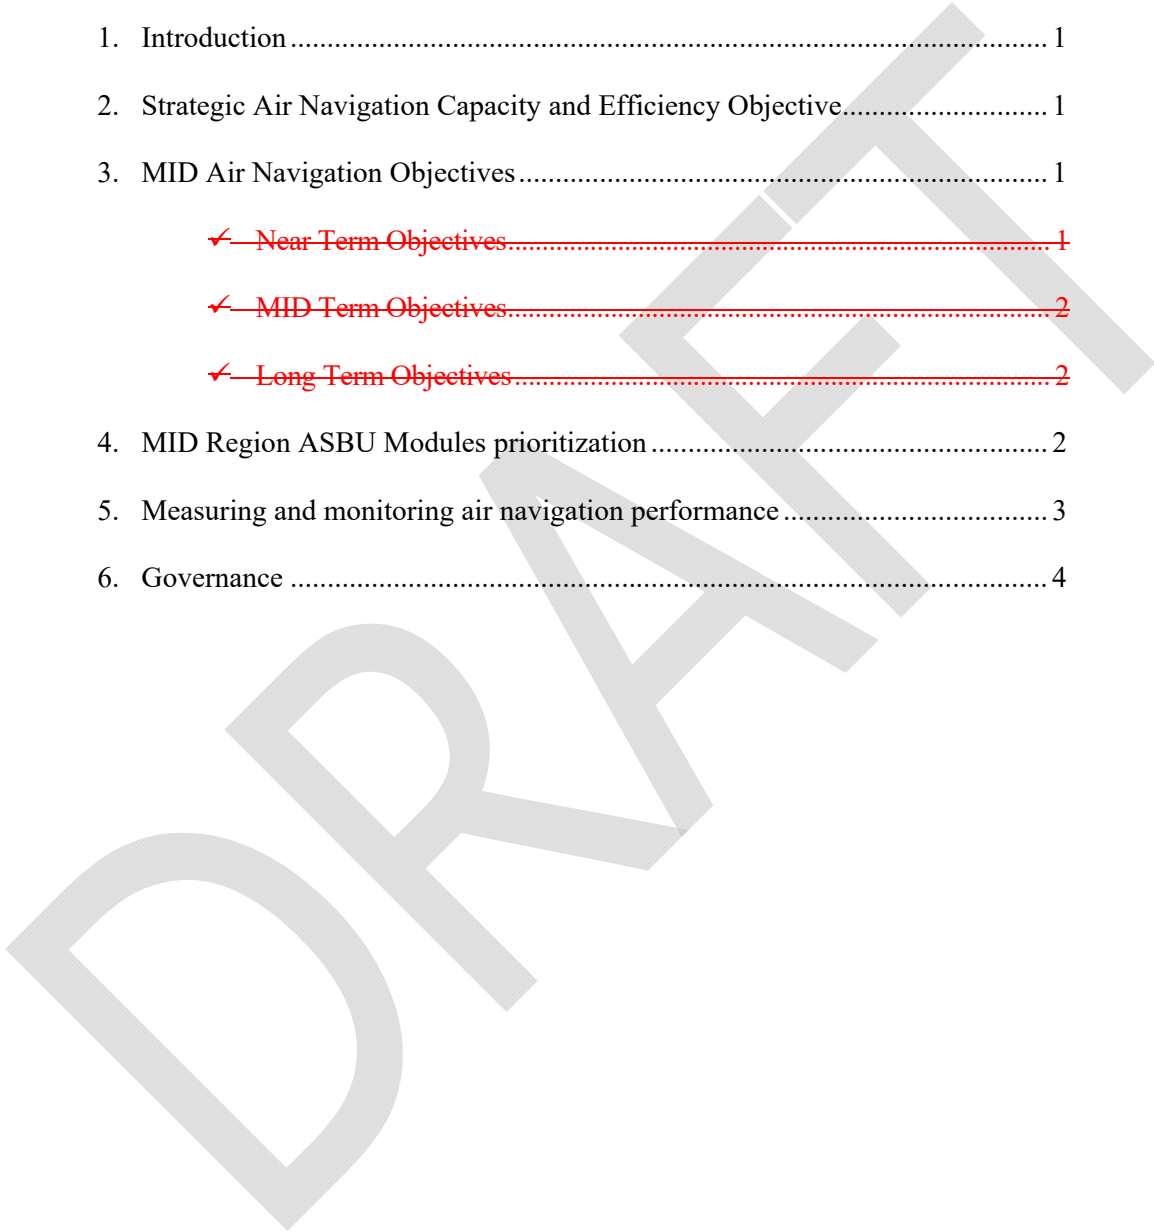 1. Introduction ........................................................................................................ 1
2. Strategic Air Navigation Capacity and Efficiency Objective............................ 1
3. MID Air Navigation Objectives ......................................................................... 1
✓ Near Term Objectives........................................................................... 1
✓ MID Term Objectives........................................................................... 2
✓ Long Term Objectives .......................................................................... 2
4. MID Region ASBU Modules prioritization ...................................................... 2
5. Measuring and monitoring air navigation performance .................................... 3
6. Governance ........................................................................................................ 4
DRAFT